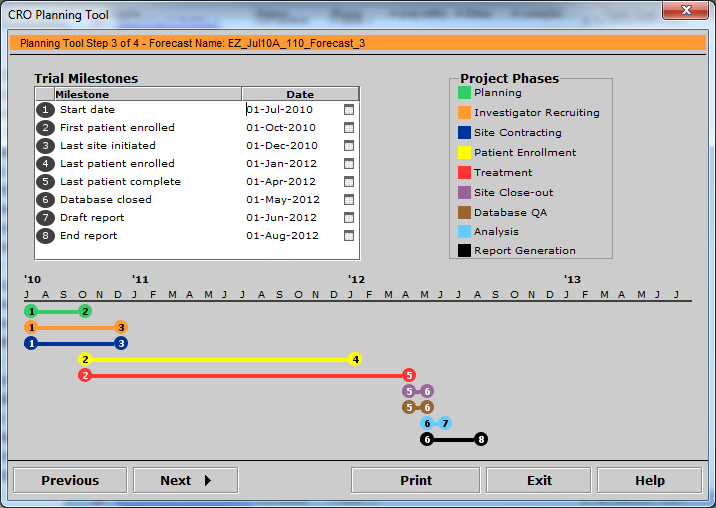 CRO Planning Tool
Planning Tool Step 3 of 4 - Forecast Name: EZ_Jul10A_110_Forecast_3
Trial Milestones
Milestone Date
1 Start date 01-Jul-2010
2 First patient enrolled 01-Oct-2010
3 Last site initiated 01-Dec-2010
4 Last patient enrolled 01-Jan-2012
5 Last patient complete 01-Apr-2012
6 Database closed 01-May-2012
7 Draft report 01-Jun-2012
8 End report 01-Aug-2012
Project Phases
Planning
Investigator Recruiting
Site Contracting
Patient Enrollment
Treatment
Site Close-out
Database QA
Analysis
Report Generation
'10 '11 '12 '13
J A S O N D J F M A M J J A S O N D J F M A M J J A S O N D J F M A M J J
1 2
1 3
1 3
2 4
2 5
5 6
5 6
6 7
6 8
Previous Next Print Exit Help